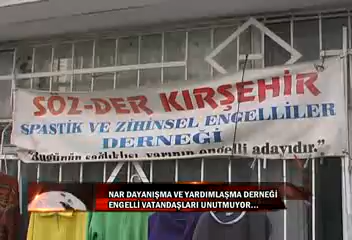 SÖZ-DER KIRŞEHİR
SPASTİK VE ZİHİNSEL ENGELLİLER
DERNEĞİ
"Bugünün sağlıklısı yarının engelli adayıdır."
NAR DAYANIŞMA VE YARDIMLAŞMA DERNEĞİ
ENGELLİ VATANDAŞLARI UNUTMUYOR...